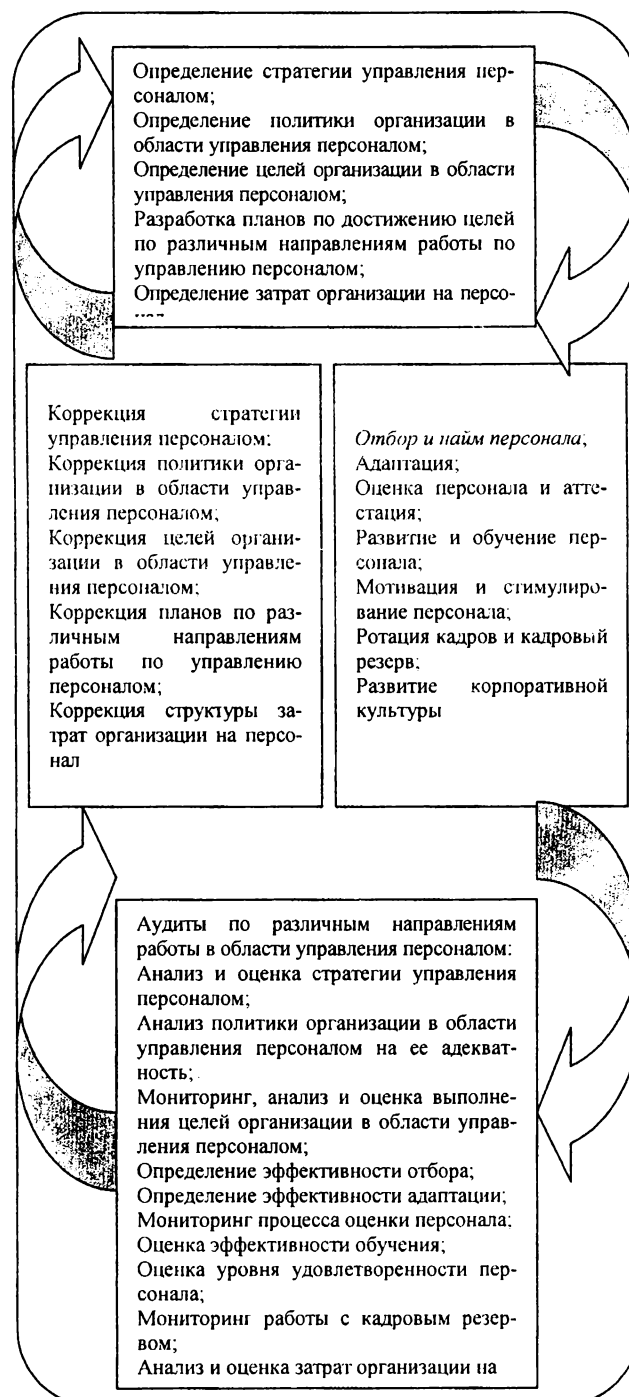 Определение стратегии управления пер-
соналом;
Определение политики организации в
области управления персоналом;
Определение целей организации в области
управления персоналом;
Разработка планов по достижению целей
по различным направлениям работы по
управлению персоналом;
Определение затрат организации на персо-
Коррекция стратегии
управления персоналом;
Коррекция политики орга-
низации в области управ-
ления персоналом;
Коррекция целей органи-
зации в области управле-
ния персоналом;
Коррекция планов по раз-
личным направлениям
работы по управлению
персоналом;
Коррекция структуры за-
трат организации на персо-
нал
Отбор и найм персонала;
Адаптация;
Оценка персонала и атте-
стация;
Развитие и обучение пер-
сонала;
Мотивация и стимулиро-
вание персонала;
Ротация кадров и кадровый
резерв;
Развитие корпоративной
культуры
Аудиты по различным направлениям
работы в области управления персоналом:
Анализ и оценка стратегии управления
персоналом;
Анализ политики организации в области
управления персоналом на ее адекват-
ность;
Мониторинг, анализ и оценка выполне-
ния целей организации в области управ-
ления персоналом;
Определение эффективности отбора;
Определение эффективности адаптации;
Мониторинг процесса оценки персонала;
Оценка эффективности обучения;
Оценка уровня удовлетворенности пер-
сонала;
Мониторинг работы с кадровым резер-
вом;
Анализ и оценка затрат организации на